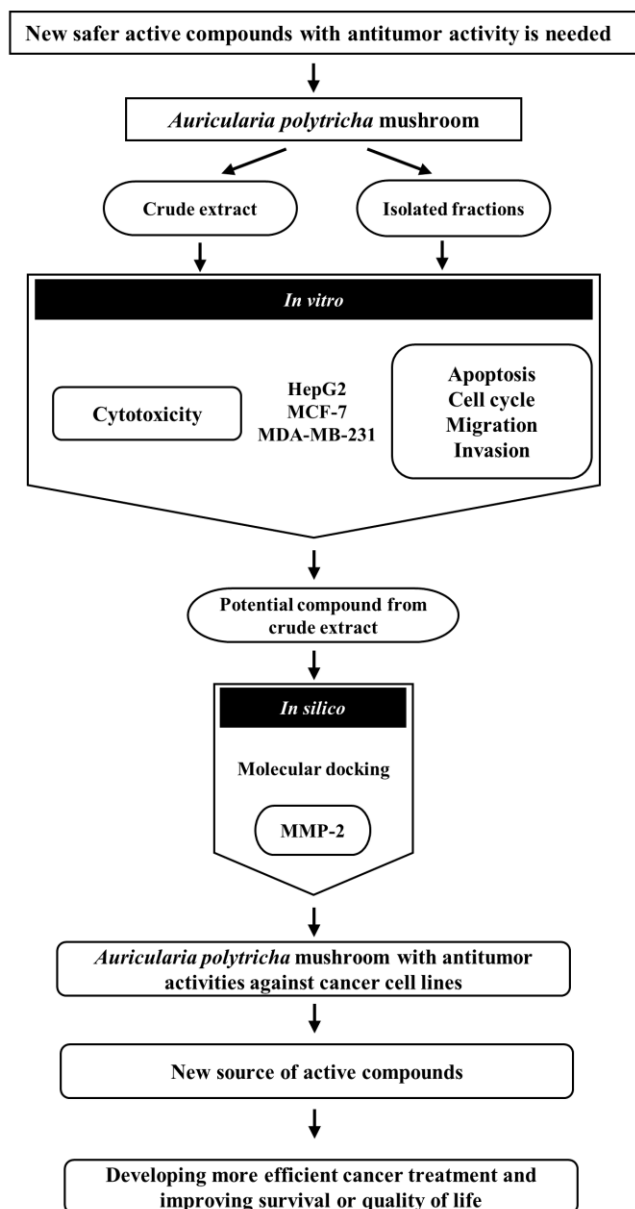 New safer active compounds with antitumor activity is needed
Auricularia polytricha mushroom
Crude extract
Isolated fractions
In vitro
Cytotoxicity
HepG2
MCF-7
MDA-MB-231
Apoptosis
Cell cycle
Migration
Invasion
Potential compound from
crude extract
In silico
Molecular docking
MMP-2
Auricularia polytricha mushroom with antitumor
activities against cancer cell lines
New source of active compounds
Developing more efficient cancer treatment and
improving survival or quality of life